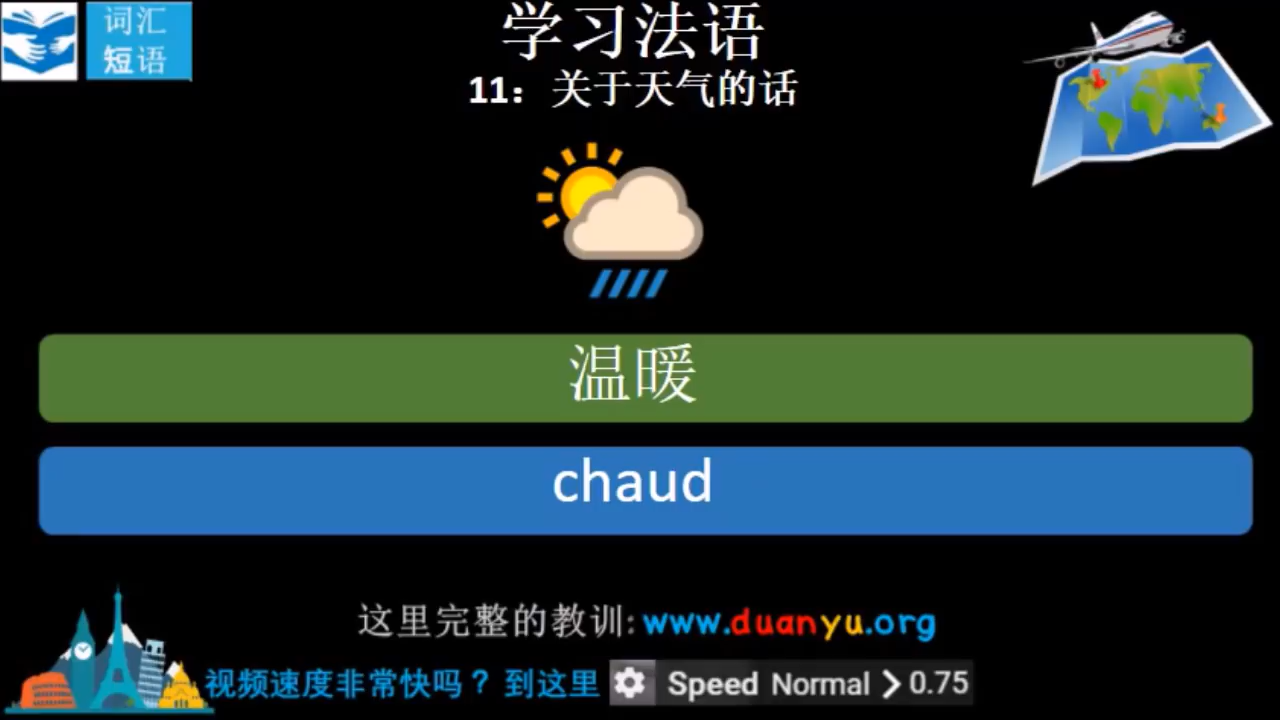 词汇
短语
学习法语
11：关于天气的话
温暖
chaud
这里完整的教训: www.duanyu.org
视频速度非常快吗？ 到这里 Speed Normal > 0.75